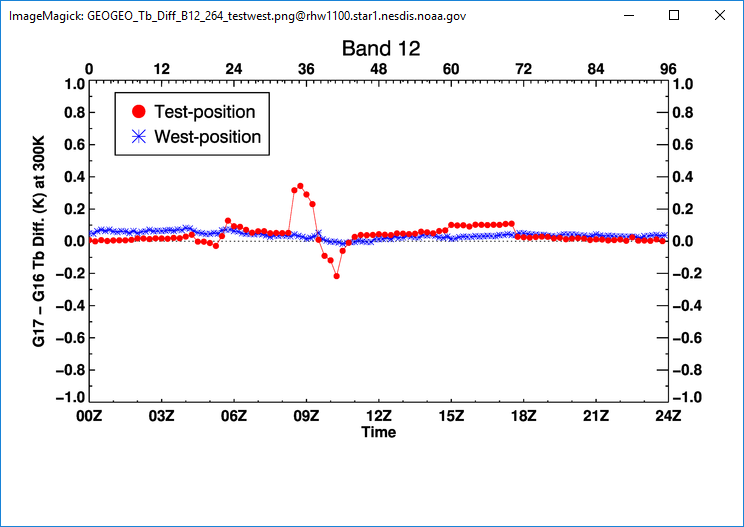 ImageMagick: GEOGEO_Tb_Diff_B12_264_testwest.png@rhw1100.star1.nesdis.noaa.gov
Band 12
0 12 24 36 48 60 72 84 96
Test-position
West-position
1.0 1.0
0.8 0.8
0.6 0.6
0.4 0.4
0.2 0.2
0.0 0.0
−0.2 −0.2
−0.4 −0.4
−0.6 −0.6
−0.8 −0.8
−1.0 −1.0
G17 − G16 Tb Diff. (K) at 300K
00Z 03Z 06Z 09Z 12Z 15Z 18Z 21Z 24Z
Time